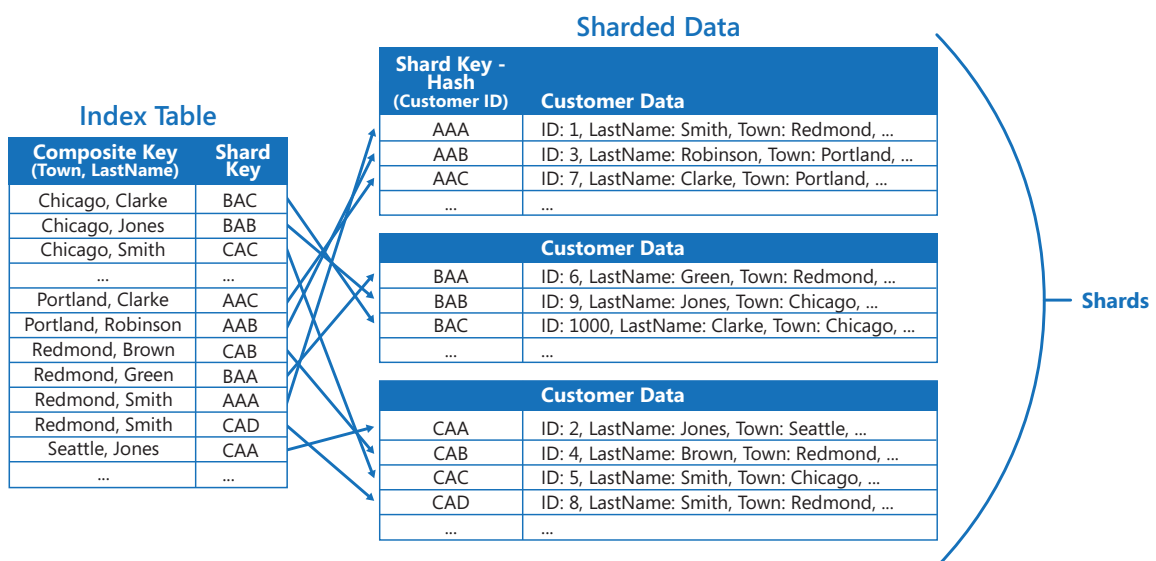 Sharded Data
Index Table
Composite Key (Town, LastName) Shard Key
Chicago, Clarke BAC
Chicago, Jones BAB
Chicago, Smith CAC
... ...
Portland, Clarke AAC
Portland, Robinson AAB
Redmond, Brown CAB
Redmond, Green BAA
Redmond, Smith AAA
Redmond, Smith CAD
Seattle, Jones CAA
... ...
Shard Key -
Hash
(Customer ID) Customer Data
AAA ID: 1, LastName: Smith, Town: Redmond, ...
AAB ID: 3, LastName: Robinson, Town: Portland, ...
AAC ID: 7, LastName: Clarke, Town: Portland, ...
... ...
Customer Data
BAA ID: 6, LastName: Green, Town: Redmond, ...
BAB ID: 9, LastName: Jones, Town: Chicago, ...
BAC ID: 1000, LastName: Clarke, Town: Chicago, ...
... ...
Customer Data
CAA ID: 2, LastName: Jones, Town: Seattle, ...
CAB ID: 4, LastName: Brown, Town: Redmond, ...
CAC ID: 5, LastName: Smith, Town: Chicago, ...
CAD ID: 8, LastName: Smith, Town: Redmond, ...
... ...
Shards